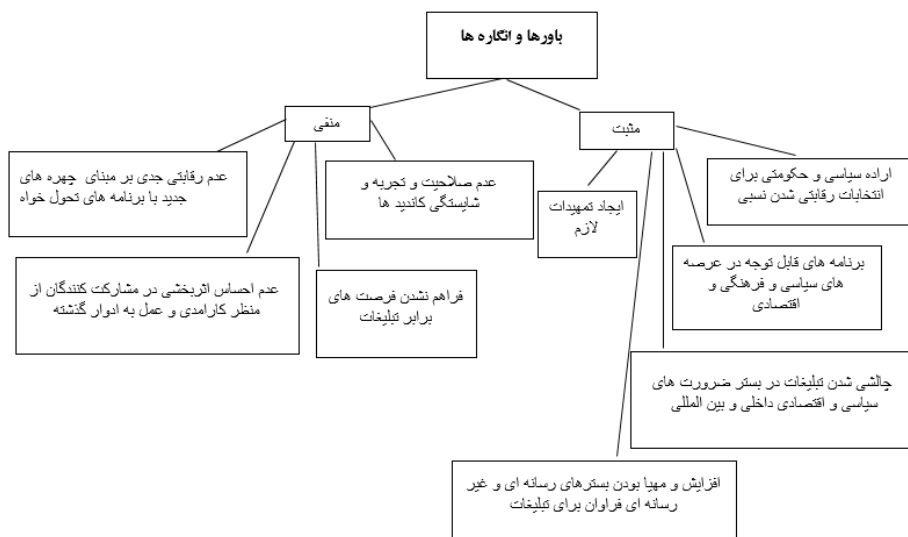 باورها و انگاره ها
مثبت
منفی
اراده سیاسی و حکومتی برای
انتخابات رقابتی شدن نسبی
برنامه های قابل توجه در عرصه
های سیاسی و فرهنگی و
اقتصادی
چالشی شدن تبلیغات در بستر ضرورت های
سیاسی و اقتصادی داخلی و بین المللی
افزایش و مهیا بودن بسترهای رسانه ای و غیر
رسانه ای فراوان برای تبلیغات
ایجاد تمهیدات
لازم
عدم صلاحیت و تجربه و
شایستگی کاندید ها
فراهم نشدن فرصت های
برابر تبلیغات
عدم احساس اثربخشی در مشارکت کنندگان از
منظر کارامدی و عمل به ادوار گذشته
عدم رقابتی جدی بر مبنای چهره های
جدید با برنامه های تحول خواه